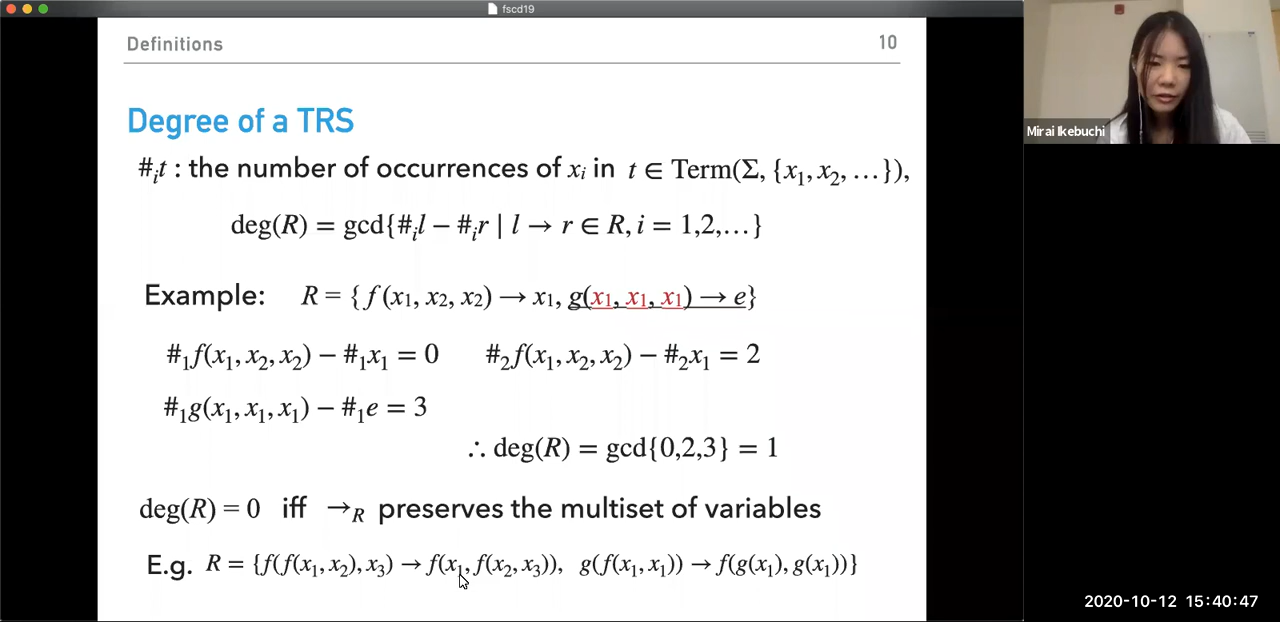 fscd19
Definitions 10
Degree of a TRS
#ᵢt : the number of occurrences of xᵢ in t ∈ Term(Σ, {x₁, x₂, …}),
deg(R) = gcd{#ᵢl − #ᵢr | l → r ∈ R, i = 1,2,…}
Example: R = {f(x₁, x₂, x₂) → x₁, g(x₁, x₁, x₁) → e}
#₁f(x₁, x₂, x₂) − #₁x₁ = 0 #₂f(x₁, x₂, x₂) − #₂x₁ = 2
#₁g(x₁, x₁, x₁) − #₁e = 3
∴ deg(R) = gcd{0,2,3} = 1
deg(R) = 0 iff →_R preserves the multiset of variables
E.g. R = {f(f(x₁, x₂), x₃) → f(x₁, f(x₂, x₃)), g(f(x₁, x₁)) → f(g(x₁), g(x₁))}
Mirai Ikebuchi
2020-10-12 15:40:47